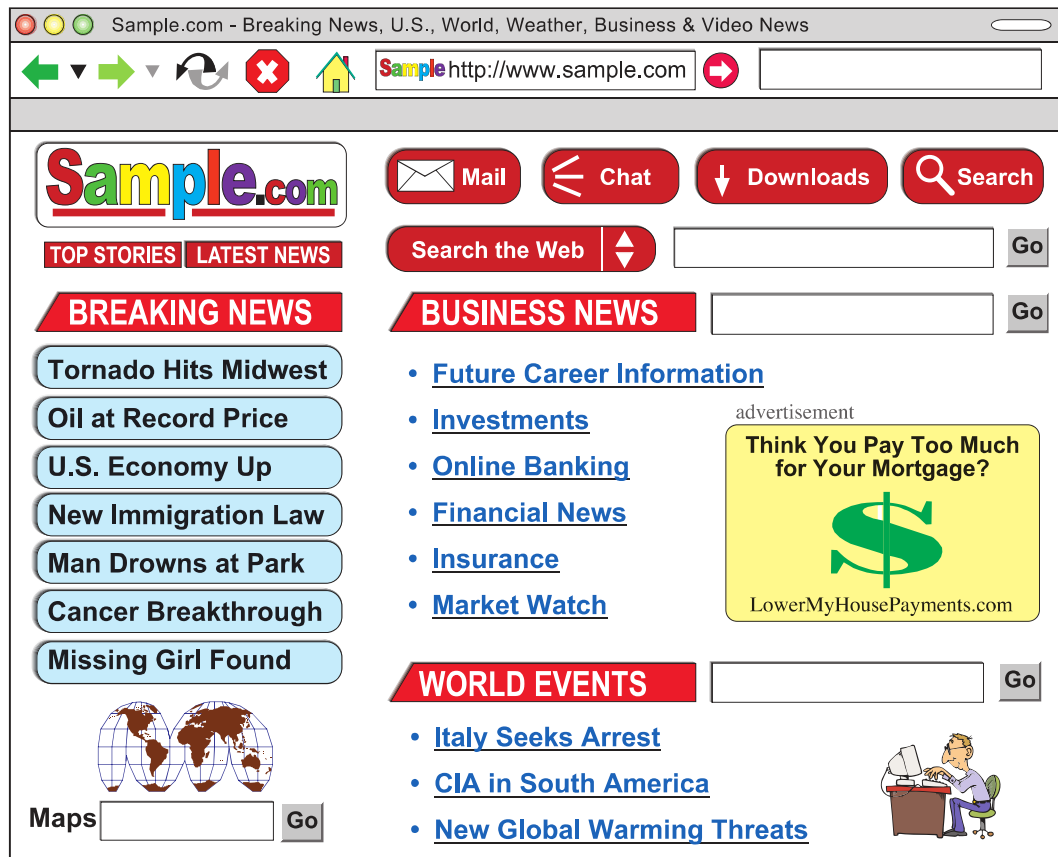 Sample.com - Breaking News, U.S., World, Weather, Business & Video News
Sample http://www.sample.com
Sample.com
Mail
Chat
Downloads
Search
TOP STORIES
LATEST NEWS
Search the Web
Go
BREAKING NEWS
Tornado Hits Midwest
Oil at Record Price
U.S. Economy Up
New Immigration Law
Man Drowns at Park
Cancer Breakthrough
Missing Girl Found
Maps
Go
BUSINESS NEWS
Go
Future Career Information
Investments
Online Banking
Financial News
Insurance
Market Watch
advertisement
Think You Pay Too Much
for Your Mortgage?
$
LowerMyHousePayments.com
WORLD EVENTS
Go
Italy Seeks Arrest
CIA in South America
New Global Warming Threats